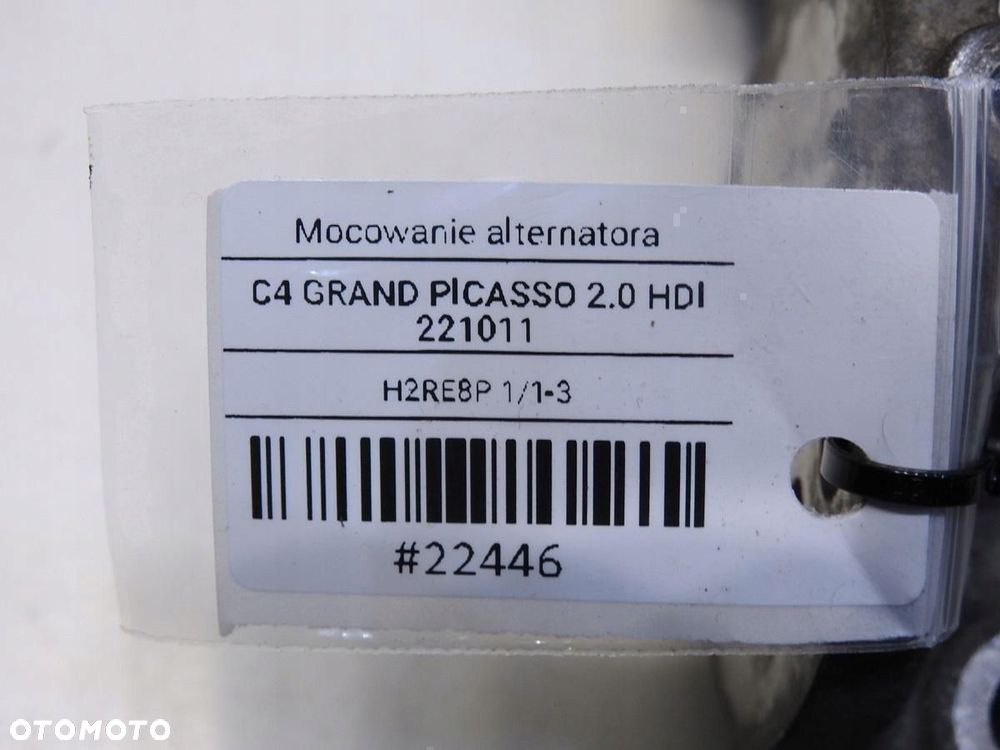 Mocowanie alternatora
C4 GRAND PICASSO 2.0 HDI
221011
H2RE8P 1/1-3
#22446
OTOMOTO